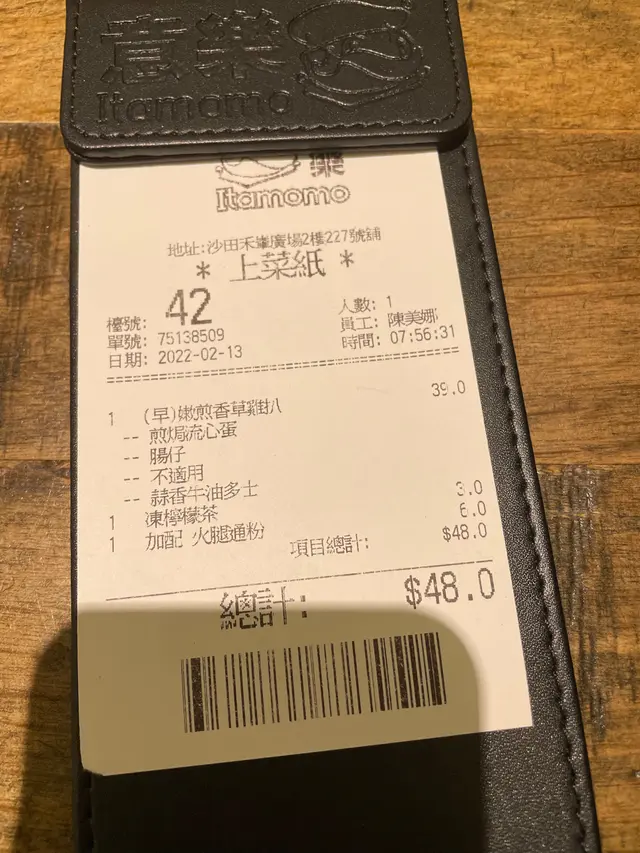 意樂
Itamomo
樂
Itamomo
地址:沙田禾輋廣場2樓227號舖
* 上菜紙 *
檯號: 42 人數: 1
單號: 75138509 員工: 陳美娜
日期: 2022-02-13 時間: 07:56:31
1 (早)嫩煎香草雞扒 39.0
-- 煎焗流心蛋
-- 腸仔
-- 不適用
-- 蒜香牛油多士
1 凍檸檬茶 3.0
1 加配 火腿通粉 6.0
項目總計: $48.0
總計: $48.0